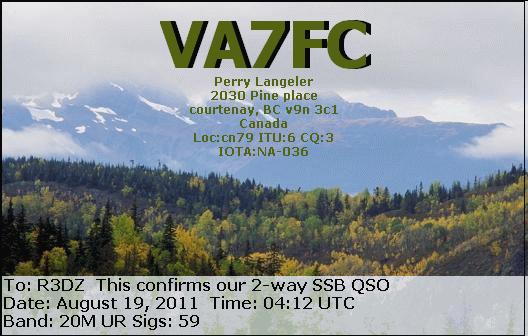 VA7FC
Perry Langeler
2030 Pine place
courtenay, BC v9n 3c1
Canada
Loc:cn79 ITU:6 CQ:3
IOTA:NA-036
To: R3DZ  This confirms our 2-way SSB QSO
Date: August 19, 2011  Time: 04:12 UTC
Band: 20M UR Sigs: 59